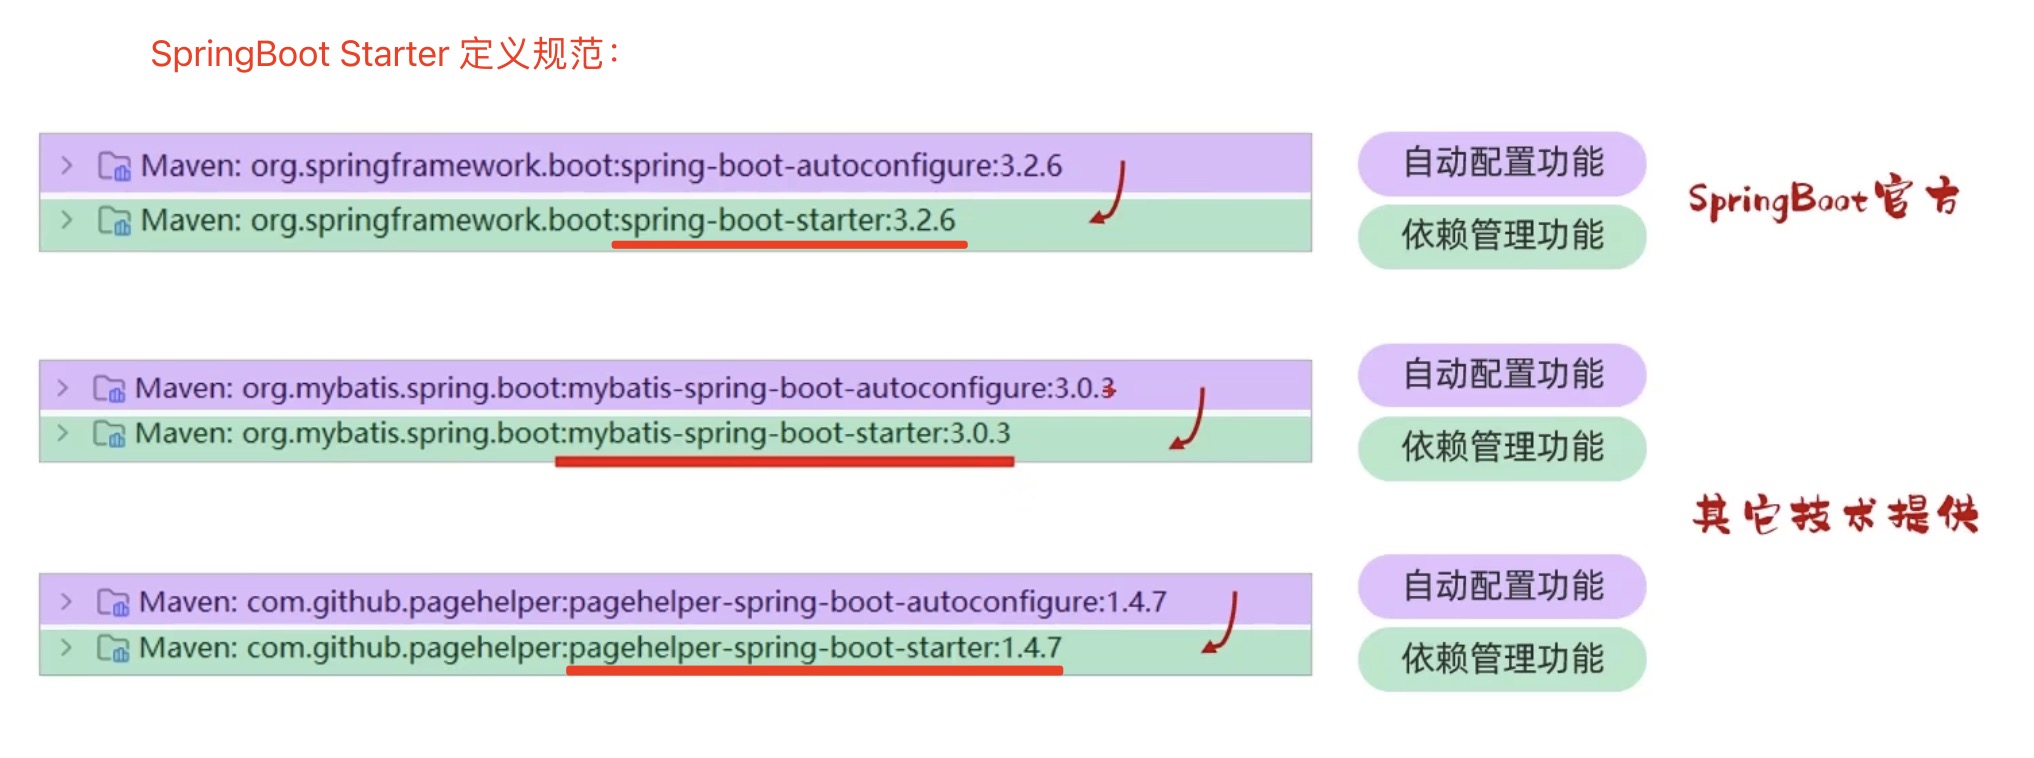 SpringBoot Starter 定义规范：
Maven: org.springframework.boot:spring-boot-autoconfigure:3.2.6
自动配置功能
Maven: org.springframework.boot:spring-boot-starter:3.2.6
依赖管理功能
SpringBoot官方
Maven: org.mybatis.spring.boot:mybatis-spring-boot-autoconfigure:3.0.3
自动配置功能
Maven: org.mybatis.spring.boot:mybatis-spring-boot-starter:3.0.3
依赖管理功能
其它技术提供
Maven: com.github.pagehelper:pagehelper-spring-boot-autoconfigure:1.4.7
自动配置功能
Maven: com.github.pagehelper:pagehelper-spring-boot-starter:1.4.7
依赖管理功能